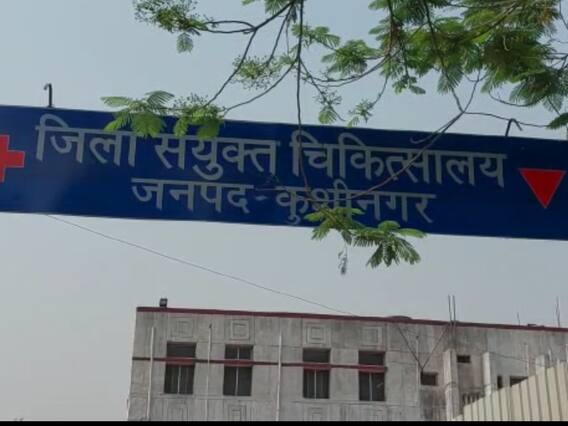 जिला संयुक्त चिकित्सालय
जनपद - कुशीनगर